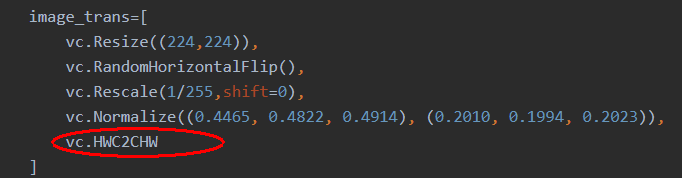 image_trans=[
vc.Resize((224,224)),
vc.RandomHorizontalFlip(),
vc.Rescale(1/255,shift=0),
vc.Normalize((0.4465, 0.4822, 0.4914), (0.2010, 0.1994, 0.2023)),
vc.HWC2CHW
]